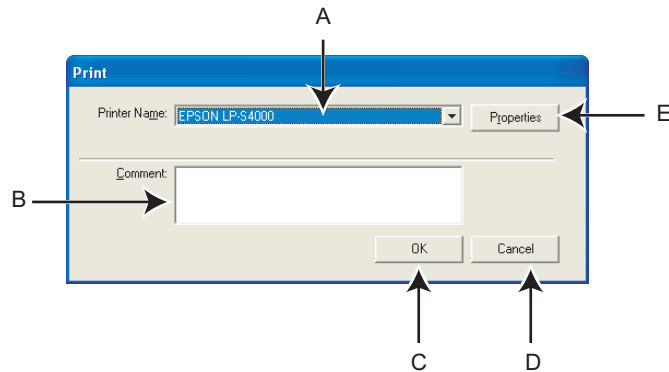 A
Print
Printer Name: EPSON LP-S4000 Properties E
Comment:
B
OK Cancel
C D